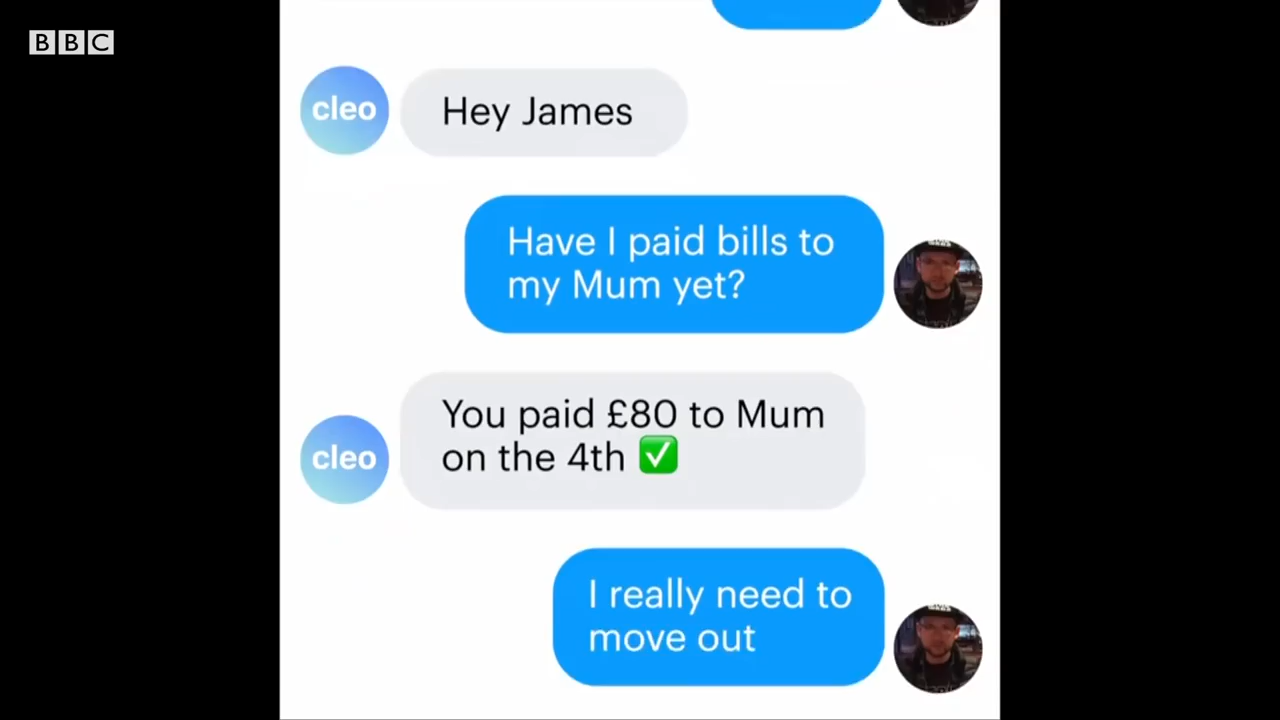 BBC
cleo
Hey James
Have I paid bills to
my Mum yet?
You paid £80 to Mum
on the 4th ✅
cleo
I really need to
move out